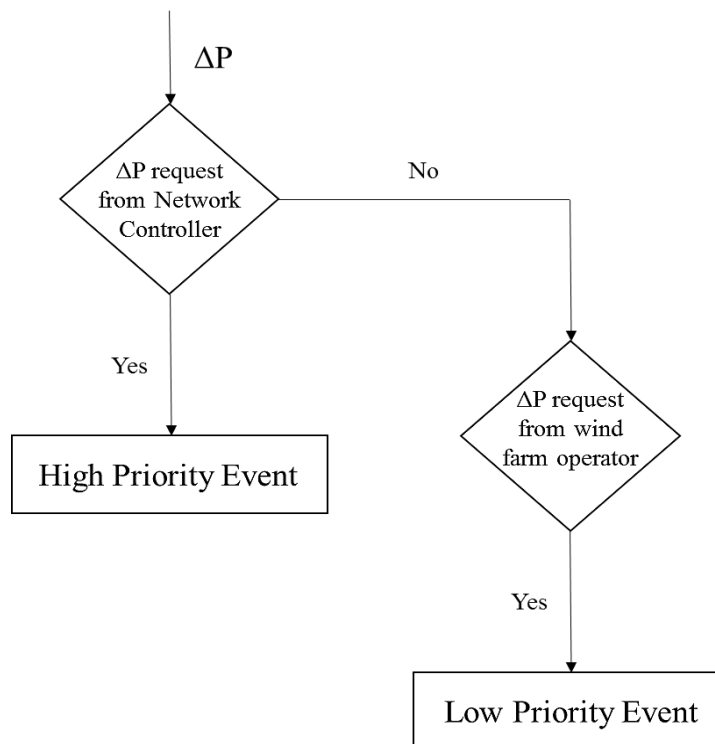 ΔP
ΔP request
from Network
Controller
No
Yes
High Priority Event
ΔP request
from wind
farm operator
Yes
Low Priority Event